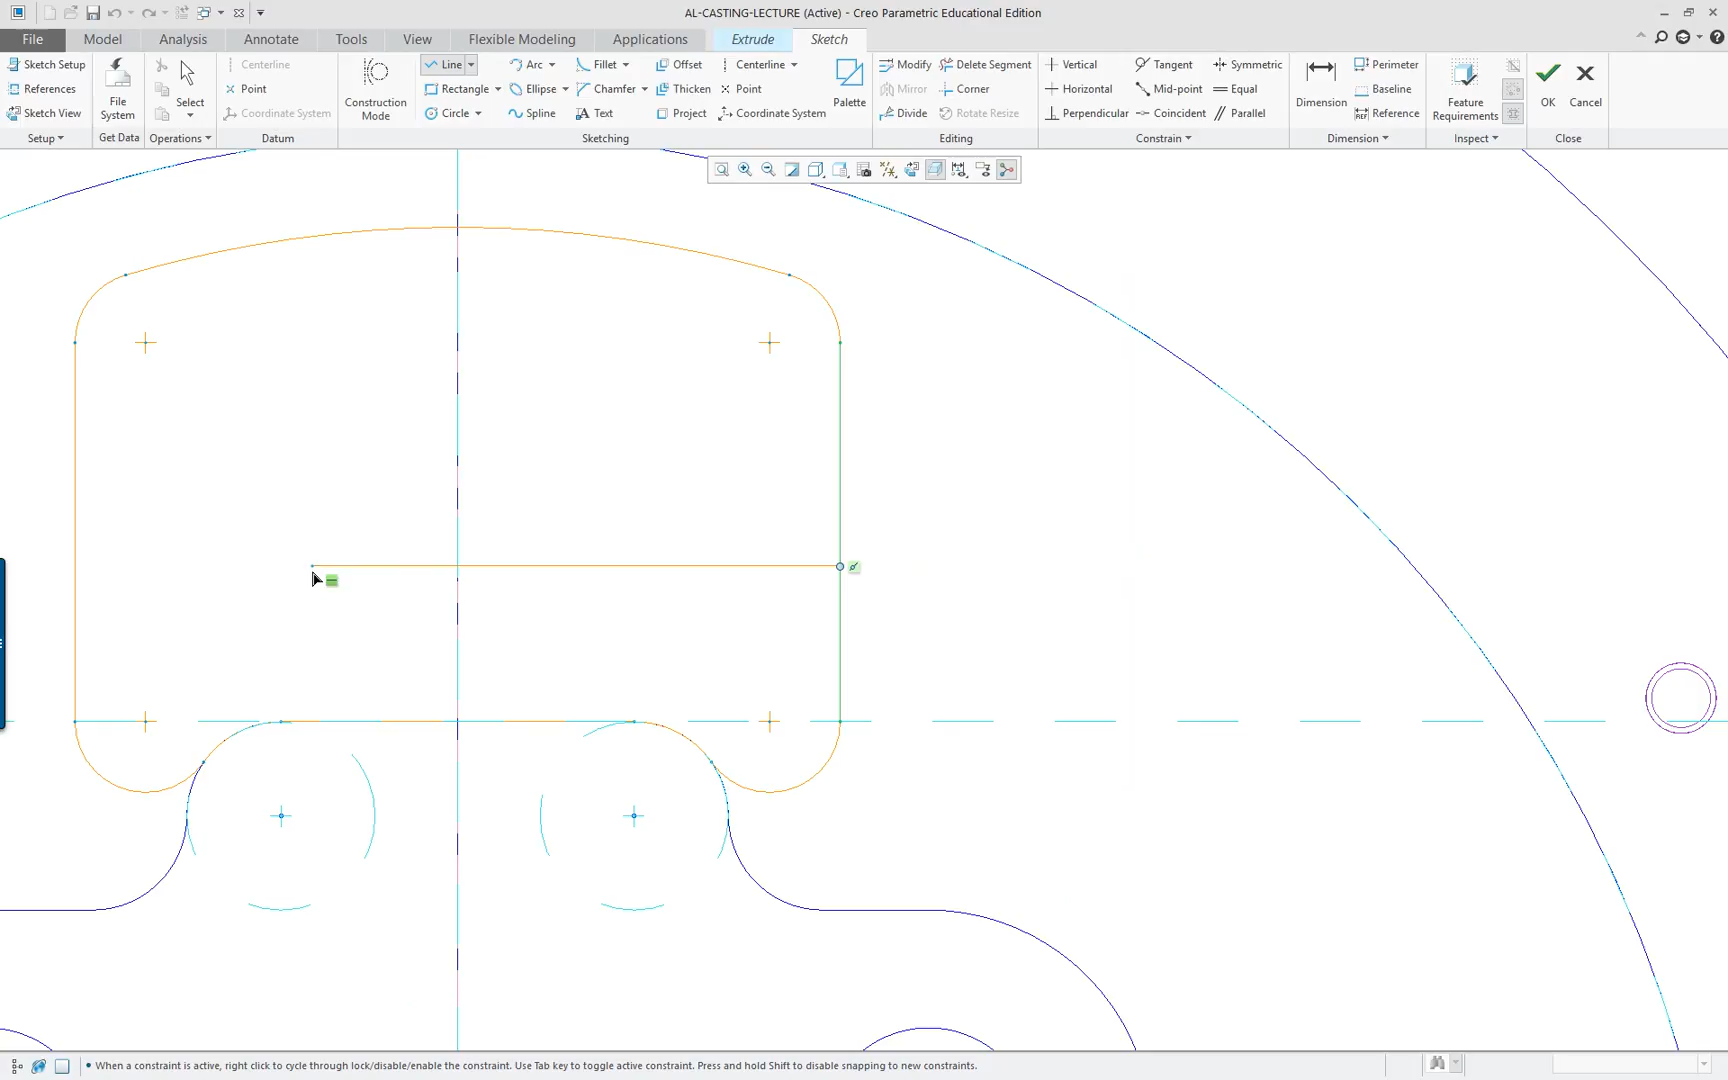 AL-CASTING-LECTURE (Active) - Creo Parametric Educational Edition
File Model Analysis Annotate Tools View Flexible Modeling Applications Extrude Sketch
Sketch Setup
References
Sketch View
Setup
File System
Get Data
Select
Operations
Centerline
Point
Coordinate System
Datum
Construction Mode
Line Arc Fillet Offset Centerline
Rectangle Ellipse Chamfer Thicken Point
Circle Spline Text Project Coordinate System
Palette
Sketching
Modify Delete Segment
Mirror Corner
Divide Rotate Resize
Editing
Vertical Tangent Symmetric
Horizontal Mid-point Equal
Perpendicular Coincident Parallel
Constrain
Dimension
Perimeter
Baseline
REF Reference
Dimension
Feature Requirements
Inspect
OK
Cancel
Close
When a constraint is active, right click to cycle through lock/disable/enable the constraint. Use Tab key to toggle active constraint. Press and hold Shift to disable snapping to new constraints.